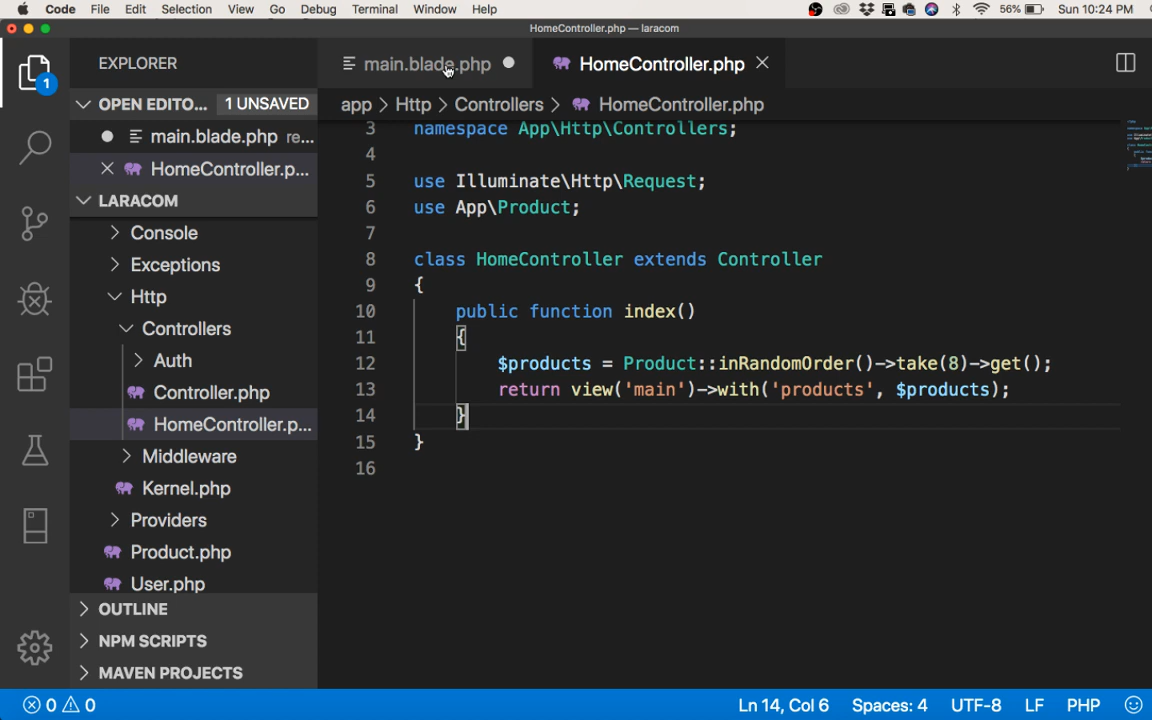 Code File Edit Selection View Go Debug Terminal Window Help 56% Sun 10:24 PM
HomeController.php — laracom
1
EXPLORER
OPEN EDITO... 1 UNSAVED
main.blade.php re...
HomeController.p...
LARACOM
Console
Exceptions
Http
Controllers
Auth
Controller.php
HomeController.p...
Middleware
Kernel.php
Providers
Product.php
User.php
OUTLINE
NPM SCRIPTS
MAVEN PROJECTS
main.blade.php HomeController.php
app > Http > Controllers > HomeController.php
3 namespace App\Http\Controllers;
4
5 use Illuminate\Http\Request;
6 use App\Product;
7
8 class HomeController extends Controller
9 {
10 public function index()
11 {
12 $products = Product::inRandomOrder()->take(8)->get();
13 return view('main')->with('products', $products);
14 }
15 }
16
0 0 Ln 14, Col 6 Spaces: 4 UTF-8 LF PHP